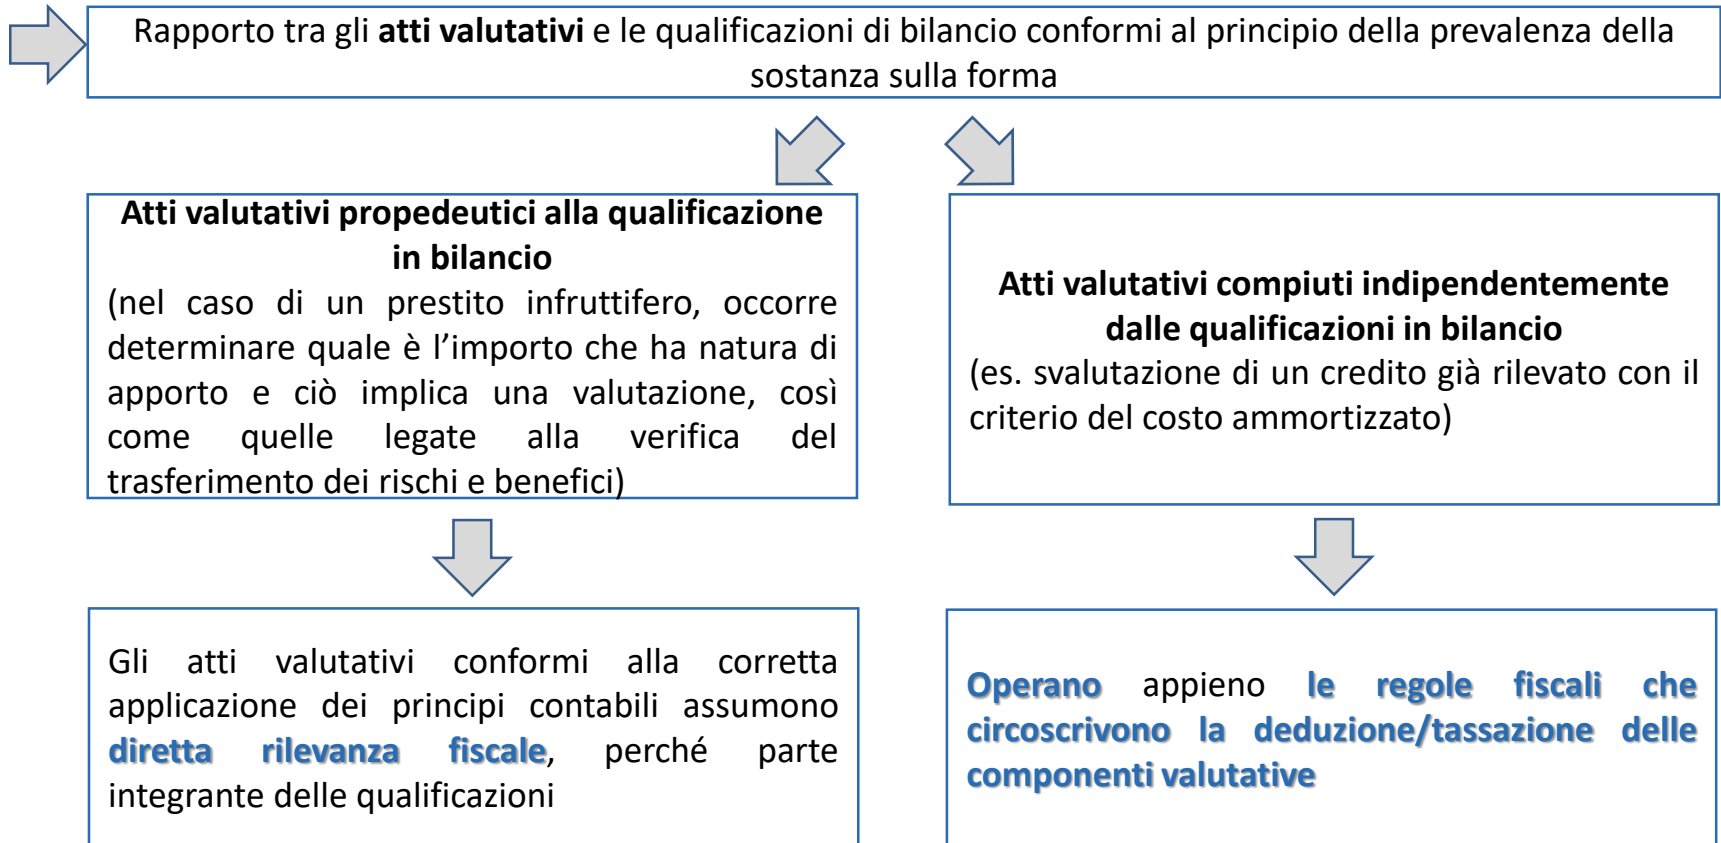 Rapporto tra gli atti valutativi e le qualificazioni di bilancio conformi al principio della prevalenza della
sostanza sulla forma
Atti valutativi propedeutici alla qualificazione
in bilancio
(nel caso di un prestito infruttifero, occorre
determinare quale è l’importo che ha natura di
apporto e ciò implica una valutazione, così
come quelle legate alla verifica del
trasferimento dei rischi e benefici)
Atti valutativi compiuti indipendentemente
dalle qualificazioni in bilancio
(es. svalutazione di un credito già rilevato con il
criterio del costo ammortizzato)
Gli atti valutativi conformi alla corretta
applicazione dei principi contabili assumono
diretta rilevanza fiscale, perché parte
integrante delle qualificazioni
Operano appieno le regole fiscali che
circoscrivono la deduzione/tassazione delle
componenti valutative